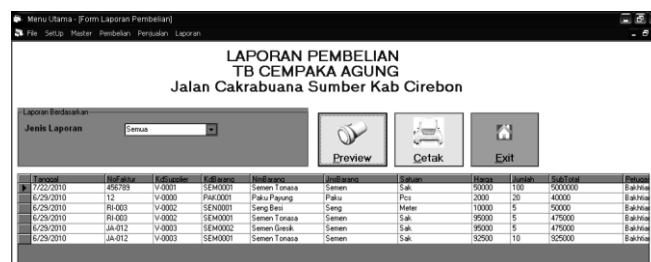 Menu Utama - [Form Laporan Pembelian]
File SetUp Master Pembelian Penjualan Laporan
LAPORAN PEMBELIAN
TB CEMPAKA AGUNG
Jalan Cakrabuana Sumber Kab Cirebon
Laporan Berdasarkan
Jenis Laporan Semua
Preview Cetak Exit
Tanggal NoFaktur KdSupplier KdBarang NmBarang JnsBarang Satuan Harga Jumlah SubTotal Petugas
7/22/2010 456789 V-0001 SEM0001 Semen Tonasa Semen Sak 50000 100 5000000 Bakhtiar
6/29/2010 12 V-0000 PAK0001 Paku Payung Paku Pcs 2000 20 40000 Bakhtiar
6/29/2010 RI-003 V-0002 SEN0001 Seng Besi Seng Meter 10000 5 50000 Bakhtiar
6/29/2010 RI-003 V-0002 SEM0001 Semen Tonasa Semen Sak 95000 5 475000 Bakhtiar
6/29/2010 JA-012 V-0003 SEM0002 Semen Gresik Semen Sak 95000 5 475000 Bakhtiar
6/29/2010 JA-012 V-0003 SEM0001 Semen Tonasa Semen Sak 92500 10 925000 Bakhtiar